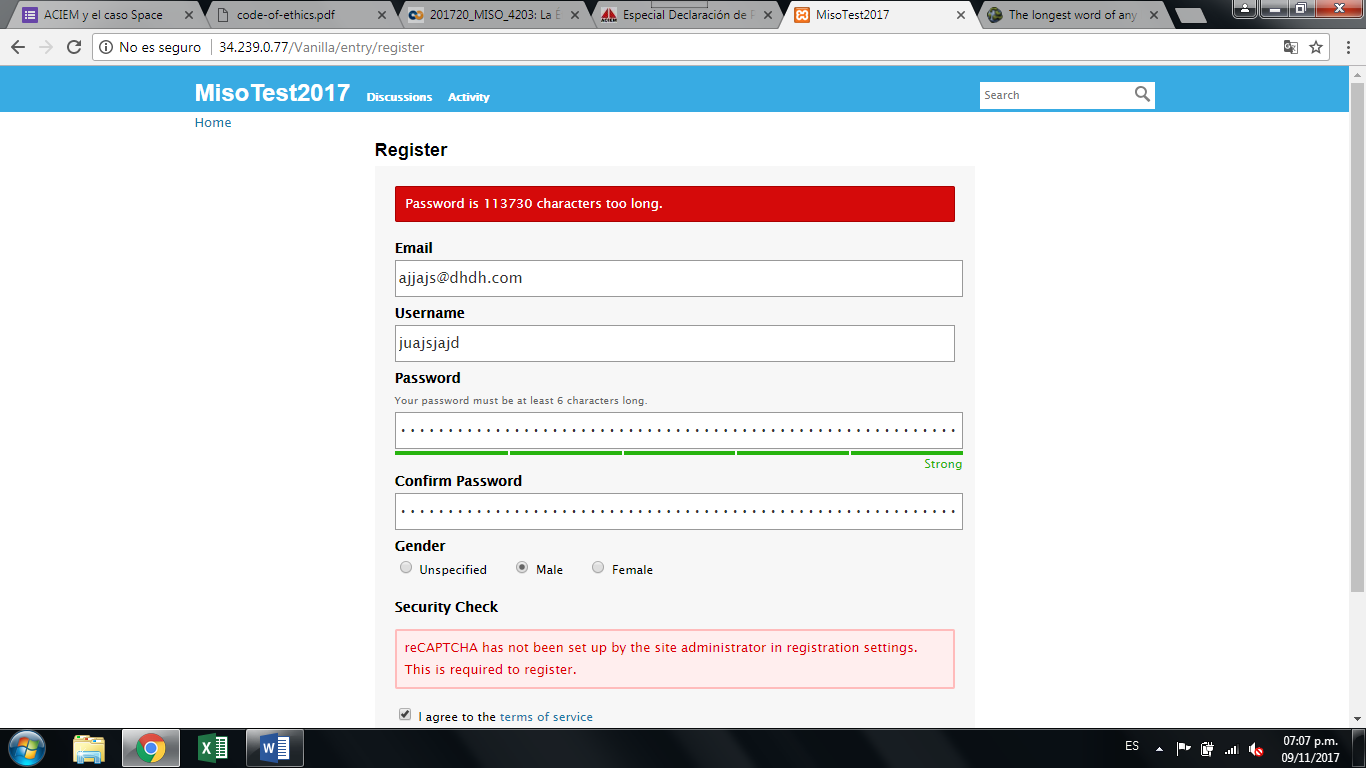 ACIEM y el caso Space
code-of-ethics.pdf
201720_MISO_4203: La É
Especial Declaración de
MisoTest2017
The longest word of any
No es seguro 34.239.0.77/Vanilla/entry/register
MisoTest2017 Discussions Activity Search
Home
Register
Password is 113730 characters too long.
Email
ajjajs@dhdh.com
Username
juajsjajd
Password
Your password must be at least 6 characters long.
Strong
Confirm Password
Gender
Unspecified Male Female
Security Check
reCAPTCHA has not been set up by the site administrator in registration settings.
This is required to register.
I agree to the terms of service
ES
07:07 p.m.
09/11/2017